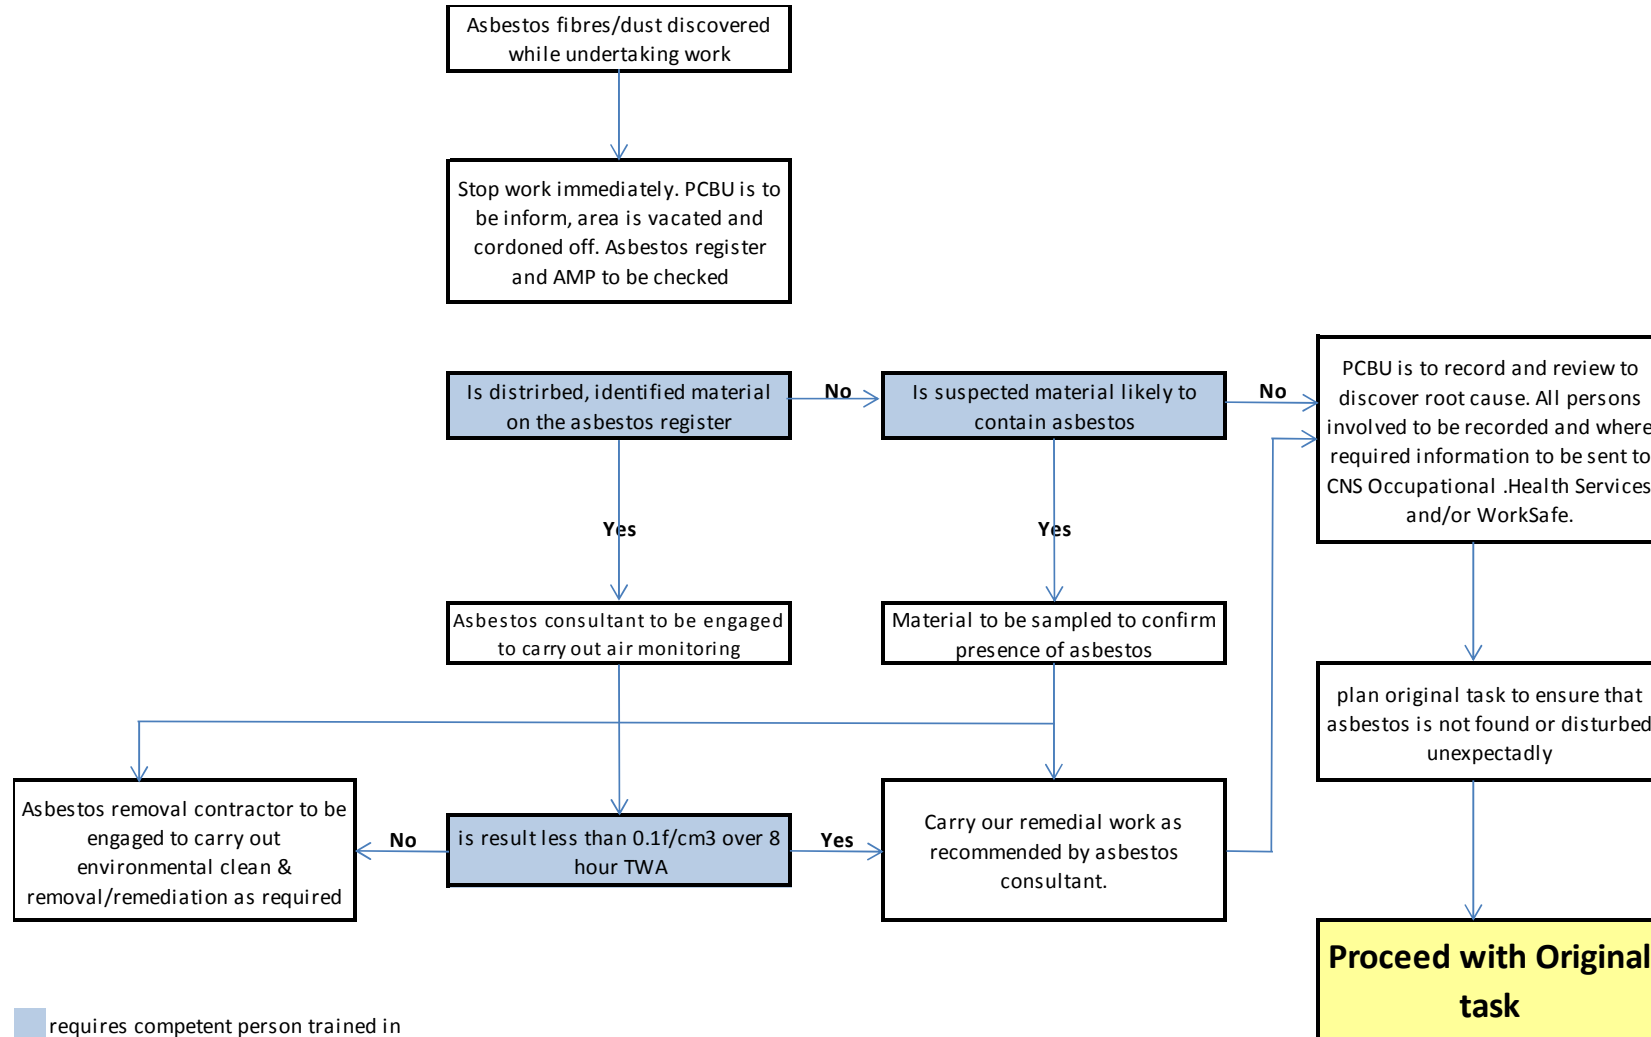 Asbestos fibres/dust discovered
while undertaking work
Stop work immediately. PCBU is to
be inform, area is vacated and
cordoned off. Asbestos register
and AMP to be checked
Is distrirbed, identified material
on the asbestos register
No
Is suspected material likely to
contain asbestos
No
PCBU is to record and review to
discover root cause. All persons
involved to be recorded and where
required information to be sent to
CNS Occupational .Health Services
and/or WorkSafe.
Yes
Yes
Asbestos consultant to be engaged
to carry out air monitoring
Material to be sampled to confirm
presence of asbestos
plan original task to ensure that
asbestos is not found or disturbed
unexpectadly
Asbestos removal contractor to be
engaged to carry out
environmental clean &
removal/remediation as required
No
is result less than 0.1f/cm3 over 8
hour TWA
Yes
Carry our remedial work as
recommended by asbestos
consultant.
Proceed with Original
task
requires competent person trained in